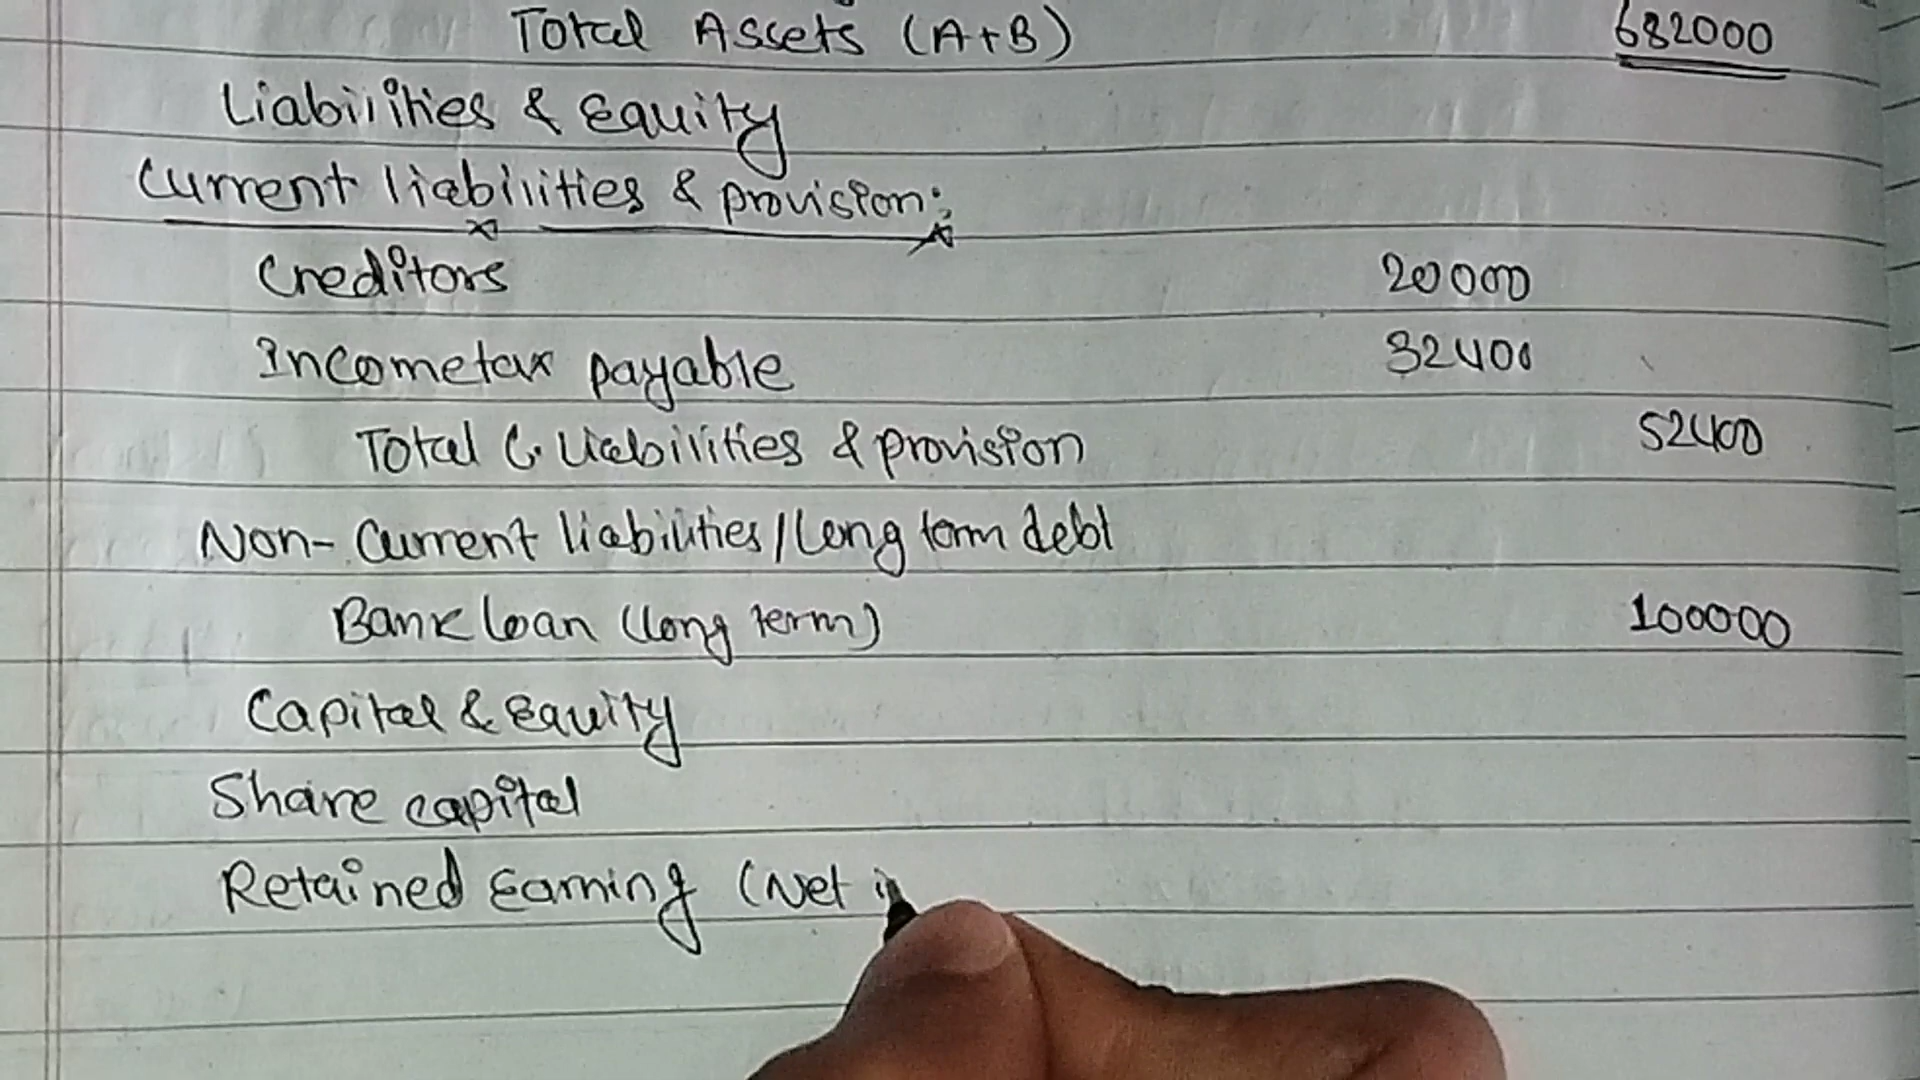 Total Assets (A+B) 682000
Liabilities & Equity
Current liabilities & provision:
Creditors 20000
Incometax payable 32400
Total C. Liabilities & provision 52400
Non-Current liabilities/Long term debt
Bank loan (long term) 100000
Capital & Equity
Share capital
Retained Earning (Net i